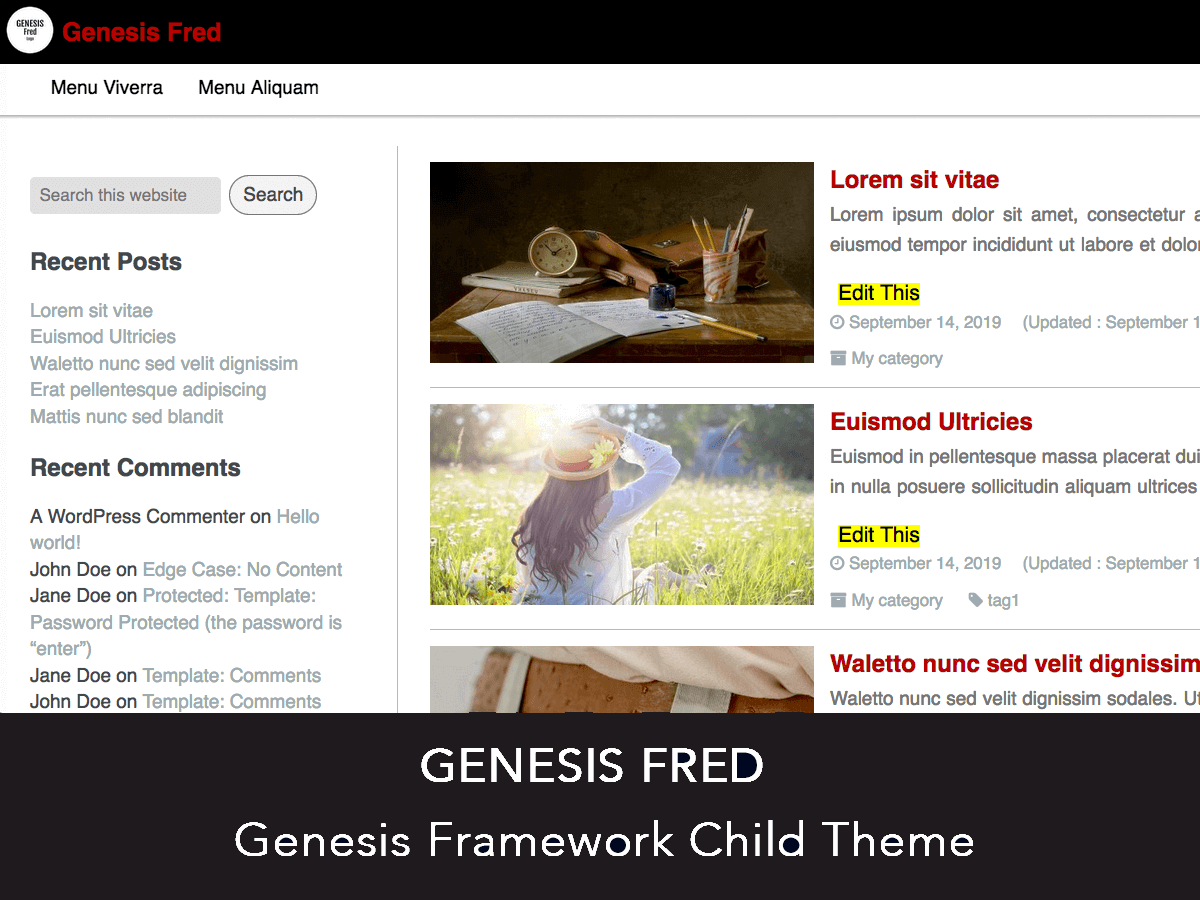 GENESIS
Fred
Logo
Genesis Fred
Menu Viverra Menu Aliquam
Search this website Search
Recent Posts
Lorem sit vitae
Euismod Ultricies
Waletto nunc sed velit dignissim
Erat pellentesque adipiscing
Mattis nunc sed blandit
Recent Comments
A WordPress Commenter on Hello
world!
John Doe on Edge Case: No Content
Jane Doe on Protected: Template:
Password Protected (the password is
“enter”)
Jane Doe on Template: Comments
John Doe on Template: Comments
Lorem sit vitae
Lorem ipsum dolor sit amet, consectetur a
eiusmod tempor incididunt ut labore et dolor
Edit This
September 14, 2019 (Updated : September 1
My category
Euismod Ultricies
Euismod in pellentesque massa placerat dui
in nulla posuere sollicitudin aliquam ultrices
Edit This
September 14, 2019 (Updated : September 1
My category tag1
Waletto nunc sed velit dignissim
Waletto nunc sed velit dignissim sodales. Ut
GENESIS FRED
Genesis Framework Child Theme